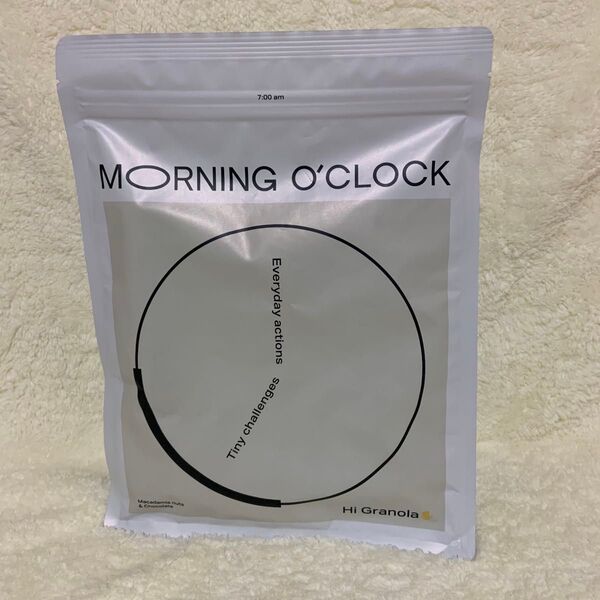 7:00 am
MORNING O'CLOCK
Everyday actions
Tiny challenges
Macadamia nuts
& Chocolate
Hi Granola